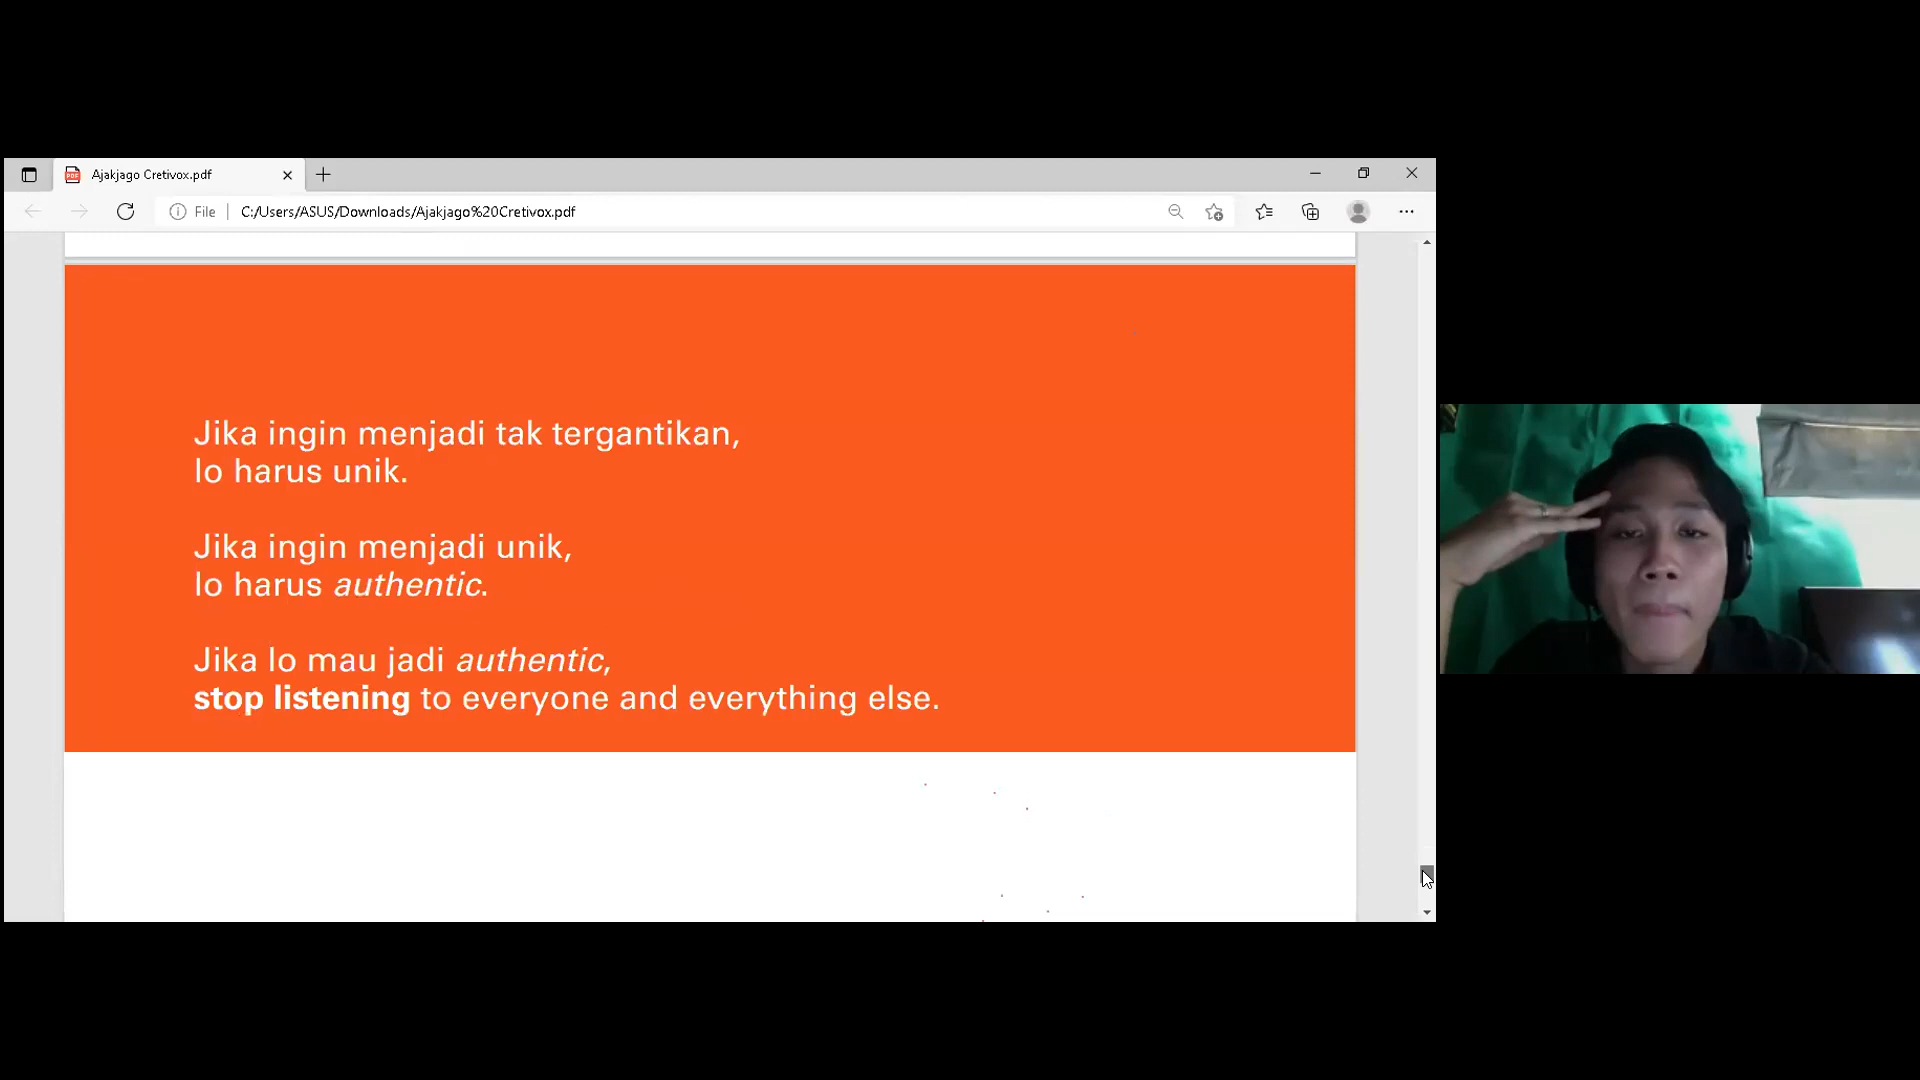 Ajakjago Cretivox.pdf
File
C:/Users/ASUS/Downloads/Ajakjago%20Cretivox.pdf
Jika ingin menjadi tak tergantikan,
lo harus unik.
Jika ingin menjadi unik,
lo harus authentic.
Jika lo mau jadi authentic,
stop listening to everyone and everything else.